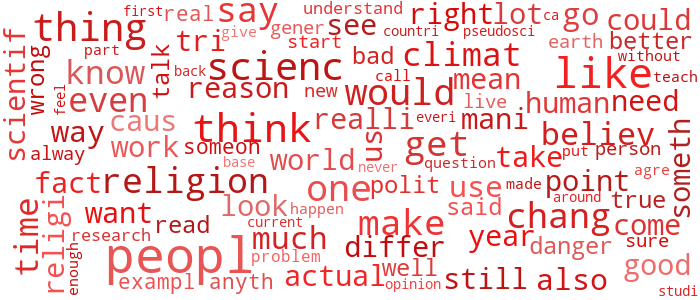 first real say understand see right lot ca go could
thing tri gener start countri pseudosci earth better
scientif wrong part give talk bad climat without
know back scienc call mean like teach
even feel reason new would live human need
way caus think realli everi mani
alway work someon us get believ someth
base world never question take put person agre
fact religion one polit use point true
time religi want look happen made around
read said chang come
research current make year sure
enough peopl much differ danger good
problem actual well still also
exampl anyth opinion studi